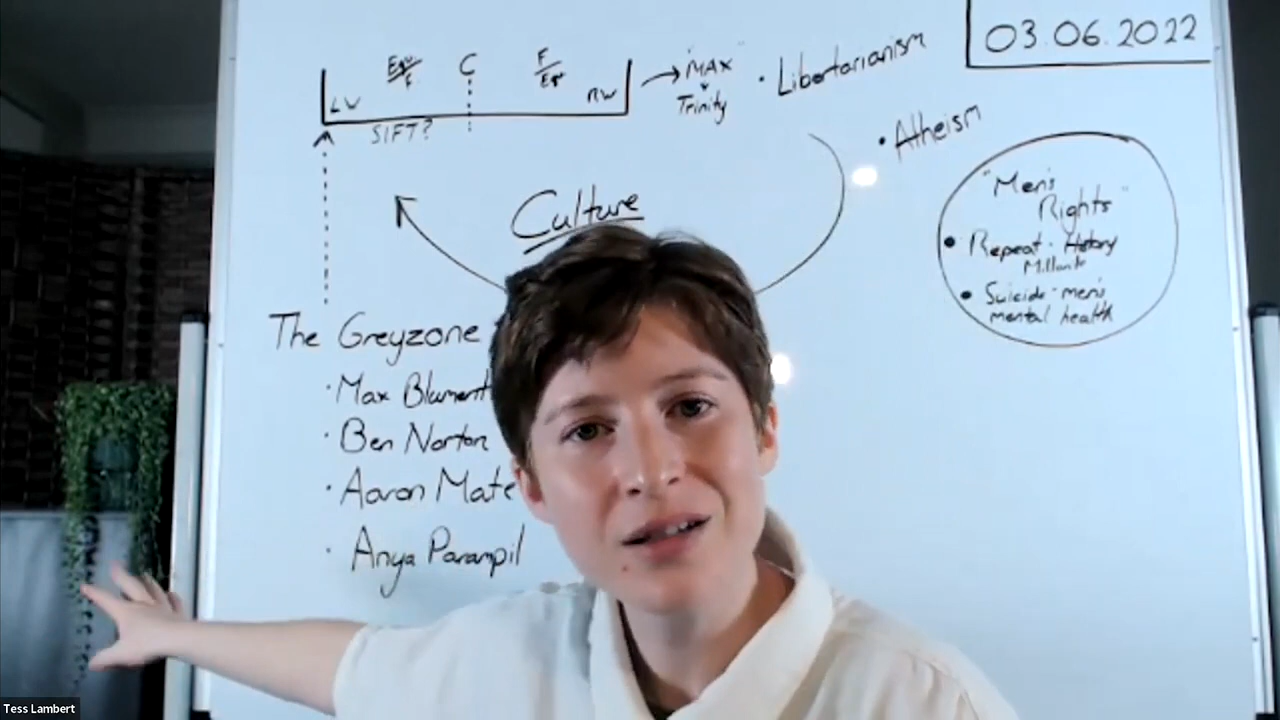 03.06.2022
LW
C
F
RW
SIFT?
"MAX"
Trinity
• Libertarianism
• Atheism
Culture
"Men's
Rights"
• Repeat • History
• Suicide - men's
mental health
The Greyzone
• Max Blument
• Ben Norton
• Aaron Mate
• Anya Parampil
Tess Lambert